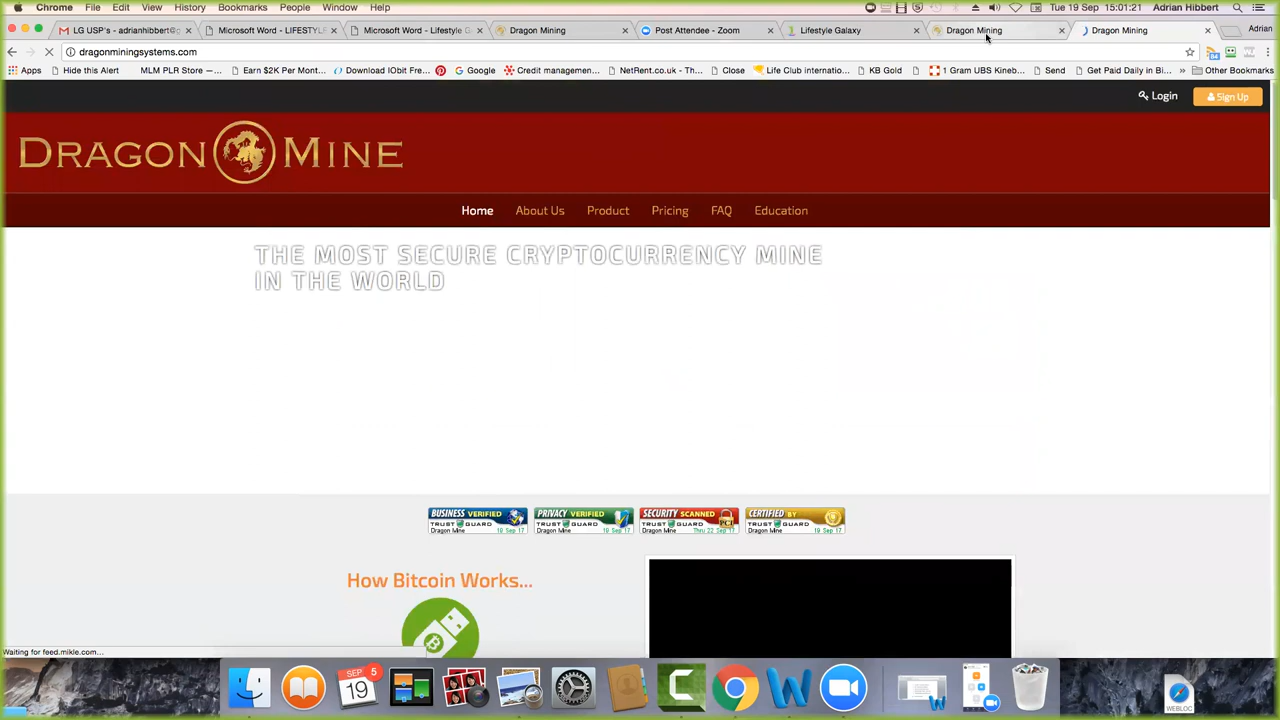 Chrome File Edit View History Bookmarks People Window Help Tue 19 Sep 15:01:21 Adrian Hibbert
LG USP's - adrianhibbert@g Microsoft Word - LIFESTYLE Microsoft Word - Lifestyle G Dragon Mining Post Attendee - Zoom Lifestyle Galaxy Dragon Mining Dragon Mining Adrian
dragonminingsystems.com
Apps Hide this Alert MLM PLR Store — ... Earn $2K Per Month... Download IObit Fre... Google Credit managemen... NetRent.co.uk - Th... Close Life Club internatio... KB Gold 1 Gram UBS Kineb... Send Get Paid Daily in Bi... » Other Bookmarks
Login Sign Up
DRAGON MINE
Home About Us Product Pricing FAQ Education
THE MOST SECURE CRYPTOCURRENCY MINE
IN THE WORLD
BUSINESS VERIFIED PRIVACY VERIFIED SECURITY SCANNED CERTIFIED BY
TRUST GUARD TRUST GUARD TRUST GUARD PCI TRUST GUARD
Dragon Mine 19 Sep 17 Dragon Mine 19 Sep 17 Dragon Mine Thru 22 Sep 17 Dragon Mine 19 Sep 17
How Bitcoin Works...
Waiting for feed.mikle.com...
SEP 5
19
WEBLOC